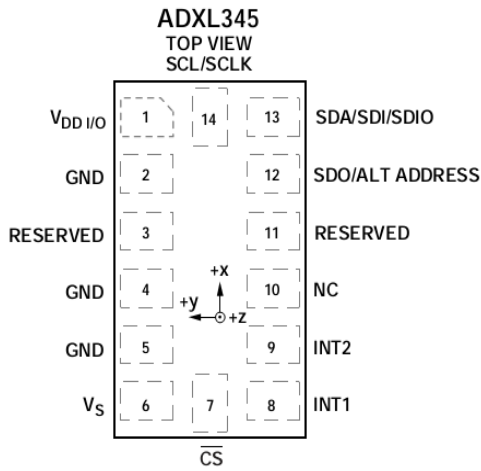 ADXL345
TOP VIEW
SCL/SCLK
V_DD I/O 1 14 13 SDA/SDI/SDIO
GND 2 12 SDO/ALT ADDRESS
RESERVED 3 11 RESERVED
+x
GND 4 10 NC
+y +z
GND 5 9 INT2
V_S 6 7 8 INT1
C̅S̅